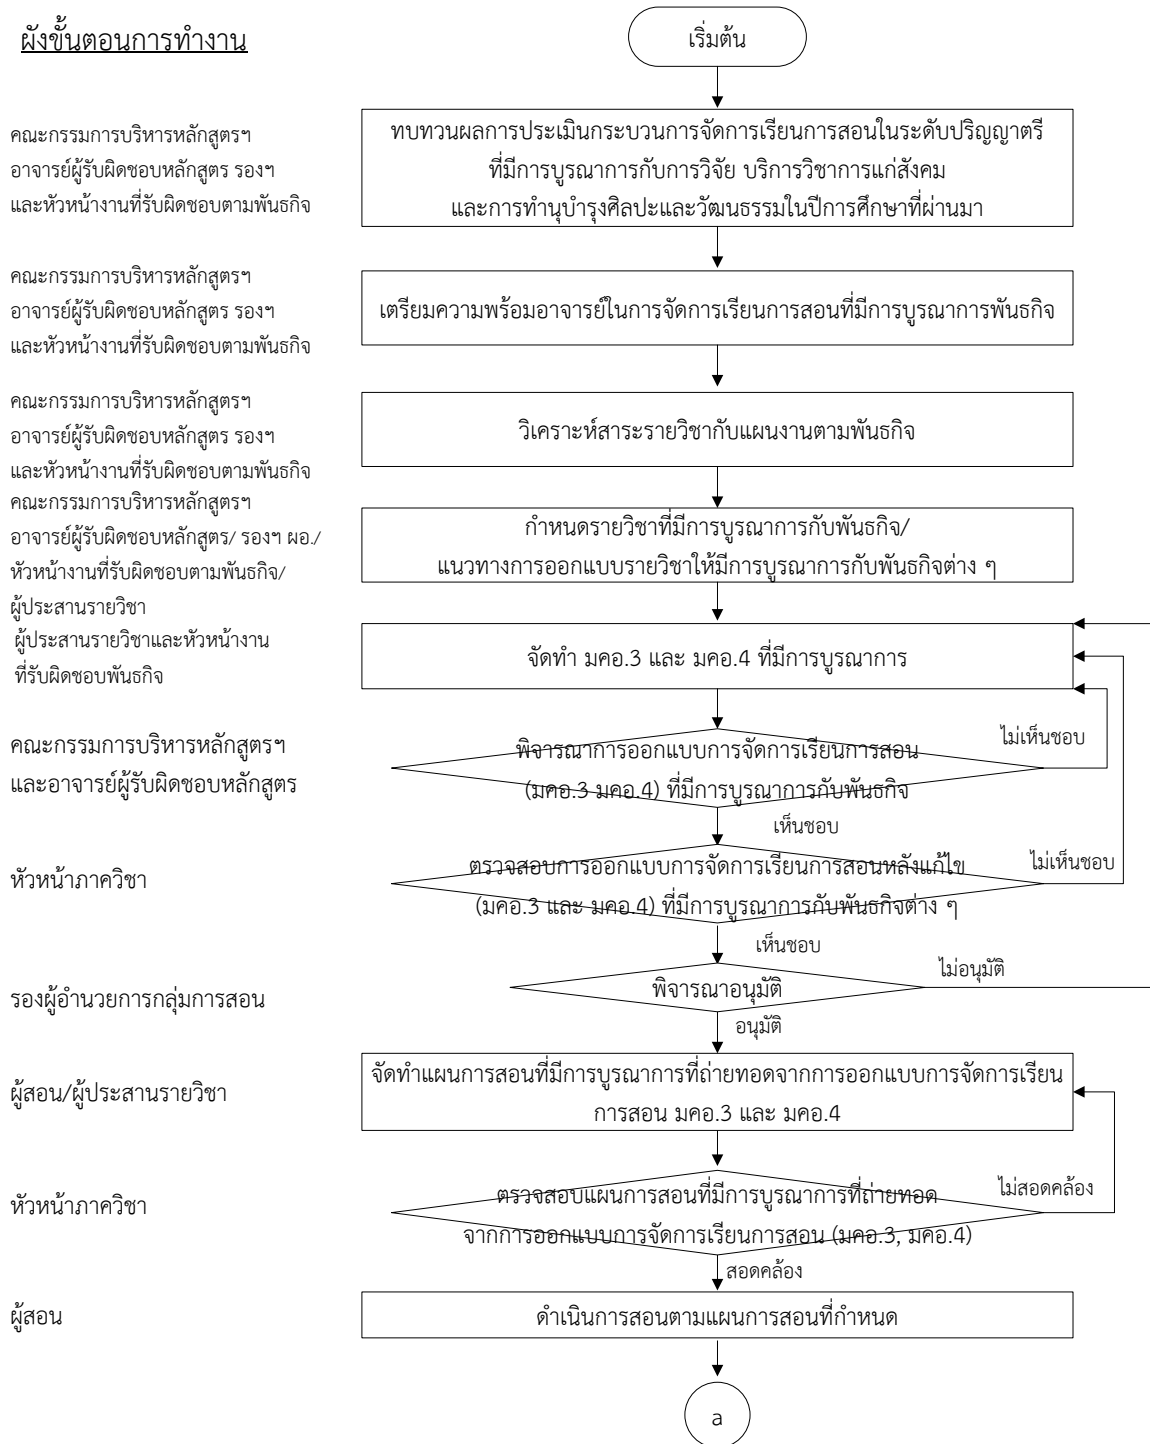 ผังขั้นตอนการทำงาน
เริ่มต้น
คณะกรรมการบริหารหลักสูตรฯ
อาจารย์ผู้รับผิดชอบหลักสูตร รองฯ
และหัวหน้างานที่รับผิดชอบตามพันธกิจ
ทบทวนผลการประเมินกระบวนการจัดการเรียนการสอนในระดับปริญญาตรี
ที่มีการบูรณาการกับการวิจัย บริการวิชาการแก่สังคม
และการทำนุบำรุงศิลปะและวัฒนธรรมในปีการศึกษาที่ผ่านมา
คณะกรรมการบริหารหลักสูตรฯ
อาจารย์ผู้รับผิดชอบหลักสูตร รองฯ
และหัวหน้างานที่รับผิดชอบตามพันธกิจ
เตรียมความพร้อมอาจารย์ในการจัดการเรียนการสอนที่มีการบูรณาการพันธกิจ
คณะกรรมการบริหารหลักสูตรฯ
อาจารย์ผู้รับผิดชอบหลักสูตร รองฯ
และหัวหน้างานที่รับผิดชอบตามพันธกิจ
วิเคราะห์สาระรายวิชากับแผนงานตามพันธกิจ
คณะกรรมการบริหารหลักสูตรฯ
อาจารย์ผู้รับผิดชอบหลักสูตร/ รองฯ ผอ./
หัวหน้างานที่รับผิดชอบตามพันธกิจ/
ผู้ประสานรายวิชา
กำหนดรายวิชาที่มีการบูรณาการกับพันธกิจ/
แนวทางการออกแบบรายวิชาให้มีการบูรณาการกับพันธกิจต่าง ๆ
ผู้ประสานรายวิชาและหัวหน้างาน
ที่รับผิดชอบพันธกิจ
จัดทำ มคอ.3 และ มคอ.4 ที่มีการบูรณาการ
คณะกรรมการบริหารหลักสูตรฯ
และอาจารย์ผู้รับผิดชอบหลักสูตร
พิจารณาการออกแบบการจัดการเรียนการสอน
(มคอ.3 มคอ.4) ที่มีการบูรณาการกับพันธกิจ
ไม่เห็นชอบ
เห็นชอบ
หัวหน้าภาควิชา
ตรวจสอบการออกแบบการจัดการเรียนการสอนหลังแก้ไข
(มคอ.3 และ มคอ.4) ที่มีการบูรณาการกับพันธกิจต่าง ๆ
ไม่เห็นชอบ
เห็นชอบ
รองผู้อำนวยการกลุ่มการสอน
พิจารณาอนุมัติ
ไม่อนุมัติ
อนุมัติ
ผู้สอน/ผู้ประสานรายวิชา
จัดทำแผนการสอนที่มีการบูรณาการที่ถ่ายทอดจากการออกแบบการจัดการเรียน
การสอน มคอ.3 และ มคอ.4
หัวหน้าภาควิชา
ตรวจสอบแผนการสอนที่มีการบูรณาการที่ถ่ายทอด
จากการออกแบบการจัดการเรียนการสอน (มคอ.3, มคอ.4)
ไม่สอดคล้อง
สอดคล้อง
ผู้สอน
ดำเนินการสอนตามแผนการสอนที่กำหนด
a